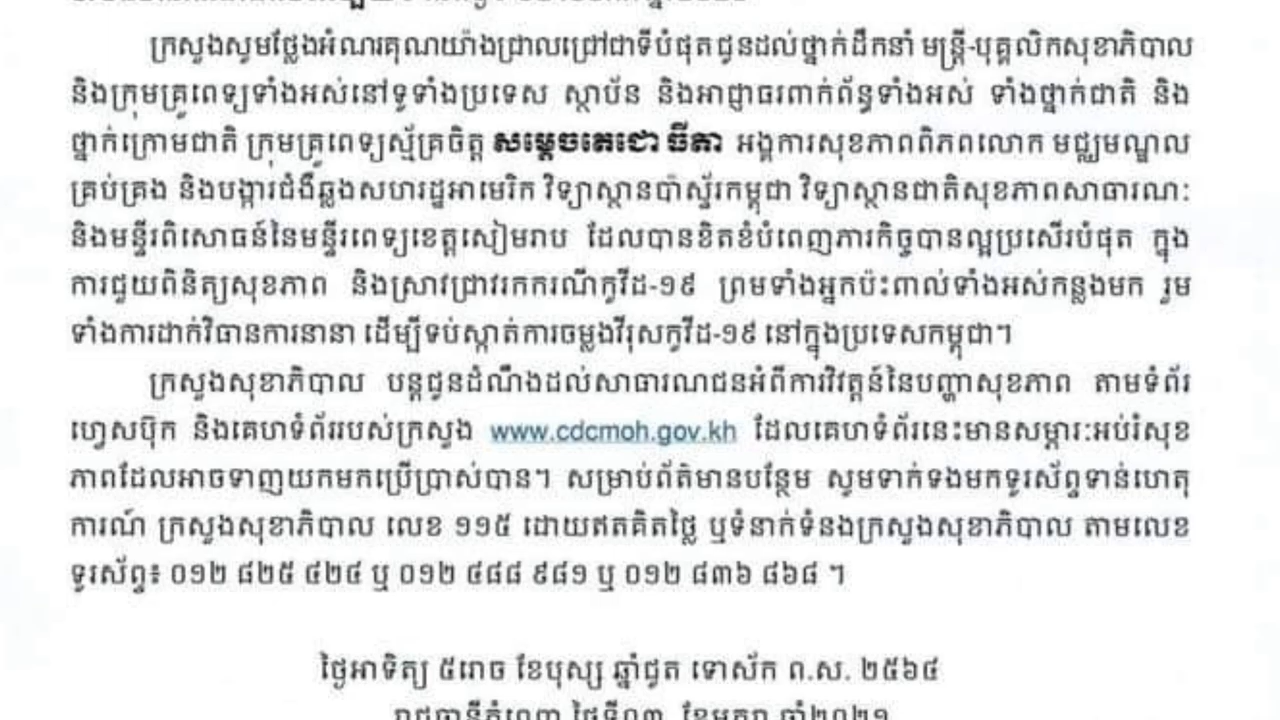 ក្រសួងសូមថ្លែងអំណរគុណយ៉ាងជ្រាលជ្រៅជាទីបំផុតជូនដល់ថ្នាក់ដឹកនាំ មន្ត្រី-បុគ្គលិកសុខាភិបាល
និងក្រុមគ្រូពេទ្យទាំងអស់នៅទូទាំងប្រទេស ស្ថាប័ន និងអាជ្ញាធរពាក់ព័ន្ធទាំងអស់ ទាំងថ្នាក់ជាតិ និង
ថ្នាក់ក្រោមជាតិ ក្រុមគ្រូពេទ្យស្ម័គ្រចិត្ត សម្តេចតេជោ ធីតា អង្គការសុខភាពពិភពលោក មជ្ឈមណ្ឌល
គ្រប់គ្រង និងបង្ការជំងឺឆ្លងសហរដ្ឋអាមេរិក វិទ្យាស្ថានប៉ាស្ទ័រកម្ពុជា វិទ្យាស្ថានជាតិសុខភាពសាធារណៈ
និងមន្ទីរពិសោធន៍នៃមន្ទីរពេទ្យខេត្តសៀមរាប ដែលបានខិតខំបំពេញភារកិច្ចបានល្អប្រសើរបំផុត ក្នុង
ការជួយពិនិត្យសុខភាព និងស្រាវជ្រាវរកករណីកូវីដ-១៩ ព្រមទាំងអ្នកប៉ះពាល់ទាំងអស់កន្លងមក រួម
ទាំងការដាក់វិធានការនានា ដើម្បីទប់ស្កាត់ការចម្លងវីរុសកូវីដ-១៩ នៅក្នុងប្រទេសកម្ពុជា។
ក្រសួងសុខាភិបាល បន្តជូនដំណឹងដល់សាធារណជនអំពីការវិវត្តន៍នៃបញ្ហាសុខភាព តាមទំព័រ
ហ្វេសប៊ុក និងគេហទំព័ររបស់ក្រសួង www.cdcmoh.gov.kh ដែលគេហទំព័រនេះមានសម្ភារៈអប់រំសុខ
ភាពដែលអាចទាញយកមកប្រើប្រាស់បាន។ សម្រាប់ព័ត៌មានបន្ថែម សូមទាក់ទងមកទូរស័ព្ទទាន់ហេតុ
ការណ៍ ក្រសួងសុខាភិបាល លេខ ១១៥ ដោយឥតគិតថ្លៃ ឬទំនាក់ទំនងក្រសួងសុខាភិបាល តាមលេខ
ទូរស័ព្ទ៖ ០១២ ៨២៥ ៤២៤ ឬ ០១២ ៤៨៨ ៩៨១ ឬ ០១២ ៨៣៦ ៨៦៨ ។
ថ្ងៃអាទិត្យ ៥រោច ខែបុស្ស ឆ្នាំជូត ទោស័ក ព.ស. ២៥៦៤
រាជធានីភ្នំពេញ ថ្ងៃទី០៣ ខែមករា ឆ្នាំ២០២១